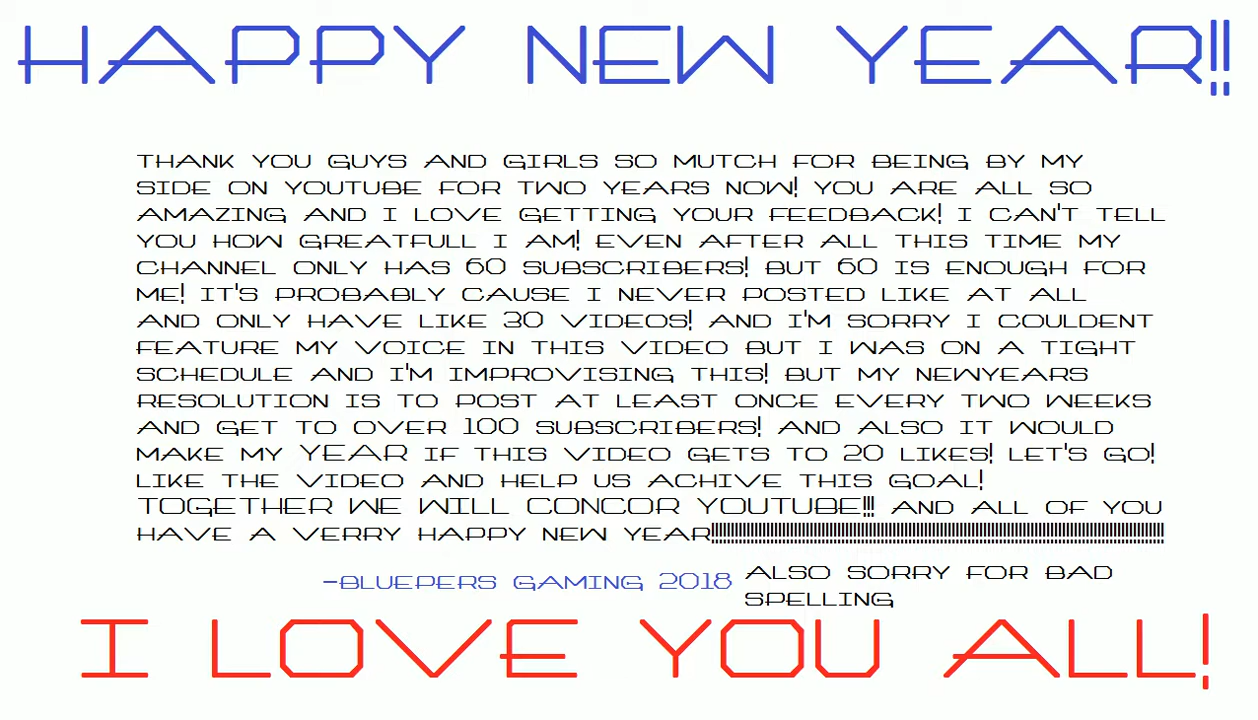 HAPPY NEW YEAR!!
THANK YOU GUYS AND GIRLS SO MUTCH FOR BEING BY MY
SIDE ON YOUTUBE FOR TWO YEARS NOW! YOU ARE ALL SO
AMAZING AND I LOVE GETTING YOUR FEEDBACK! I CAN'T TELL
YOU HOW GREATFULL I AM! EVEN AFTER ALL THIS TIME MY
CHANNEL ONLY HAS 60 SUBSCRIBERS! BUT 60 IS ENOUGH FOR
ME! IT'S PROBABLY CAUSE I NEVER POSTED LIKE AT ALL
AND ONLY HAVE LIKE 30 VIDEOS! AND I'M SORRY I COULDENT
FEATURE MY VOICE IN THIS VIDEO BUT I WAS ON A TIGHT
SCHEDULE AND I'M IMPROVISING THIS! BUT MY NEWYEARS
RESOLUTION IS TO POST AT LEAST ONCE EVERY TWO WEEKS
AND GET TO OVER 100 SUBSCRIBERS! AND ALSO IT WOULD
MAKE MY YEAR IF THIS VIDEO GETS TO 20 LIKES! LET'S GO!
LIKE THE VIDEO AND HELP US ACHIVE THIS GOAL!
TOGETHER WE WILL CONCOR YOUTUBE!!! AND ALL OF YOU
HAVE A VERRY HAPPY NEW YEAR!!!!!!!!!!!!!!!!!!!!!!!!!!!!!!!!!!!!!!!!!!!!!!!!!!!!!!!!!!!!!!!!!!!!!!!!!!!!!!!!!!!!!!!!!!!!!!!!!!!!
-BLUEPERS GAMING 2018
ALSO SORRY FOR BAD
SPELLING
I LOVE YOU ALL!